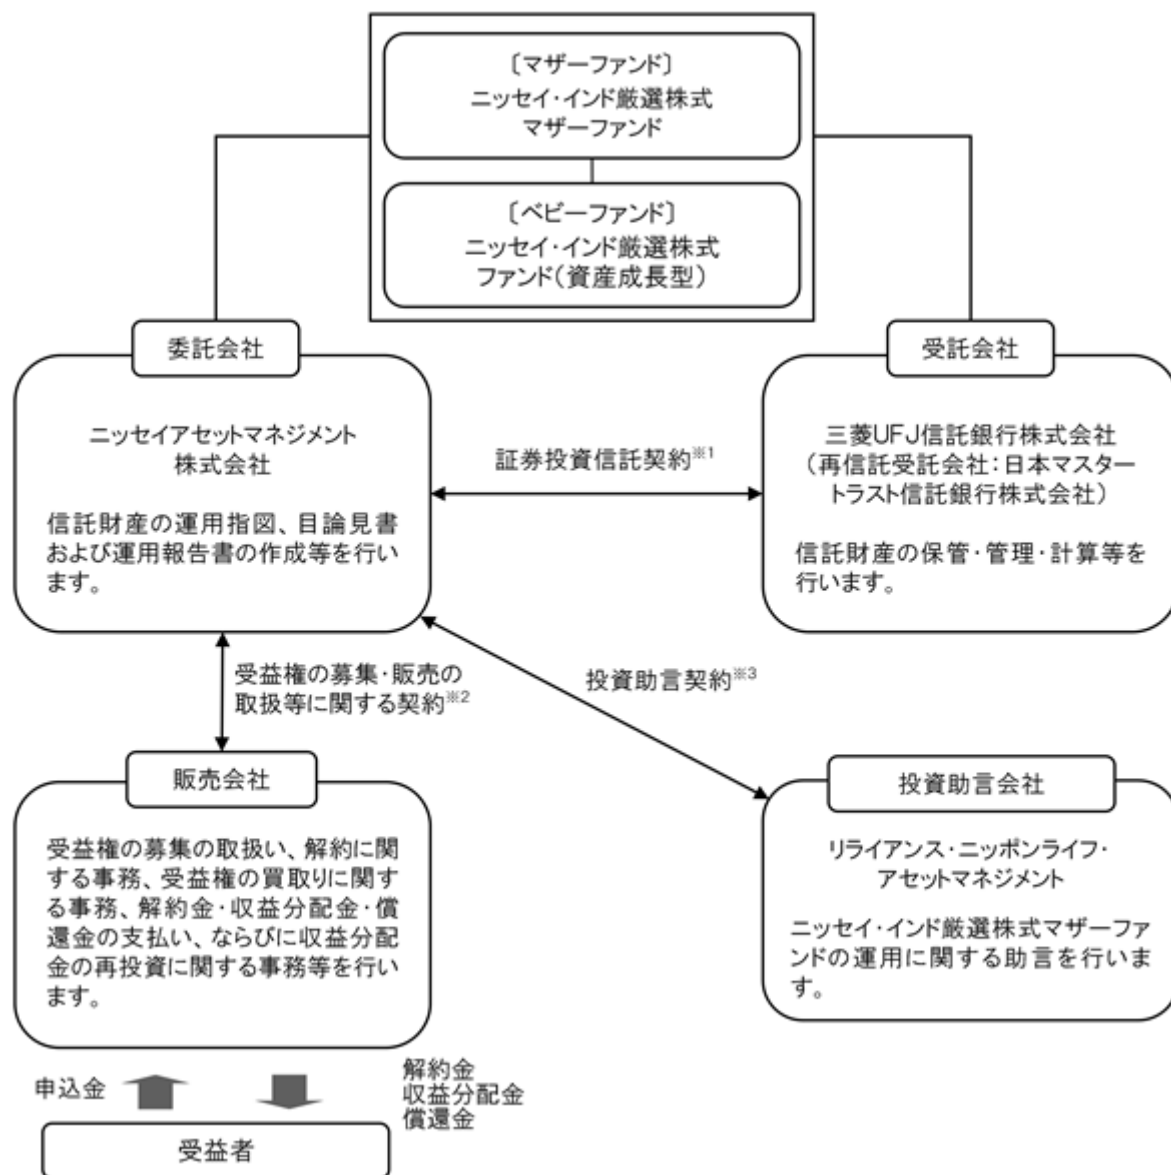 〔マザーファンド〕
ニッセイ・インド厳選株式
マザーファンド
〔ベビーファンド〕
ニッセイ・インド厳選株式
ファンド（資産成長型）
委託会社
ニッセイアセットマネジメント
株式会社
信託財産の運用指図、目論見書
および運用報告書の作成等を行い
ます。
証券投資信託契約※1
受託会社
三菱UFJ信託銀行株式会社
（再信託受託会社：日本マスター
トラスト信託銀行株式会社）
信託財産の保管・管理・計算等を
行います。
受益権の募集・販売の
取扱等に関する契約※2
投資助言契約※3
販売会社
受益権の募集の取扱い、解約に関
する事務、受益権の買取りに関す
る事務、解約金・収益分配金・償
還金の支払い、ならびに収益分配
金の再投資に関する事務等を行い
ます。
投資助言会社
リライアンス・ニッポンライフ・
アセットマネジメント
ニッセイ・インド厳選株式マザーファ
ンドの運用に関する助言を行いま
す。
申込金
解約金
収益分配金
償還金
受益者